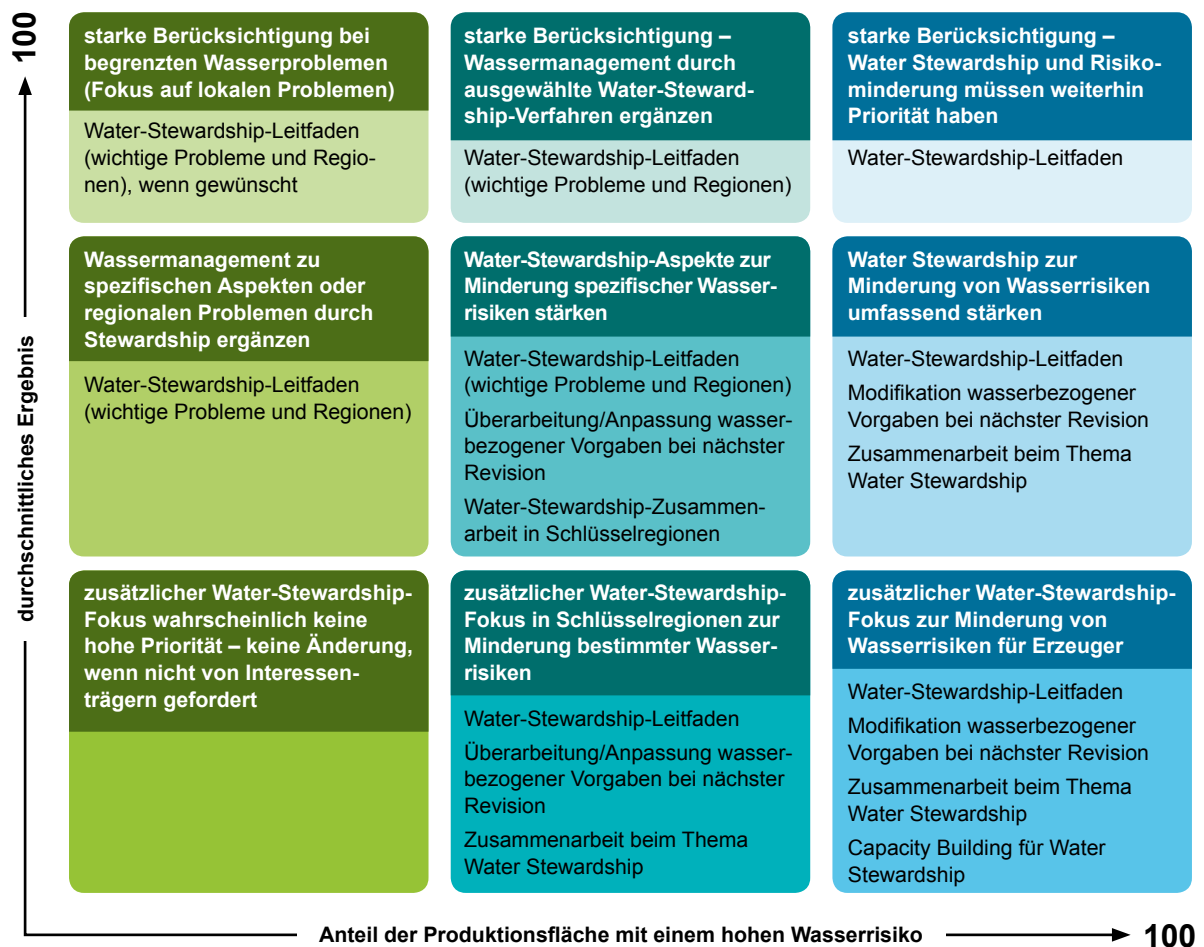 100
durchschnittliches Ergebnis
starke Berücksichtigung bei
begrenzten Wasserproblemen
(Fokus auf lokalen Problemen)
Water-Stewardship-Leitfaden
(wichtige Probleme und Regio-
nen), wenn gewünscht
starke Berücksichtigung –
Wassermanagement durch
ausgewählte Water-Steward-
ship-Verfahren ergänzen
Water-Stewardship-Leitfaden
(wichtige Probleme und Regionen)
starke Berücksichtigung –
Water Stewardship und Risiko-
minderung müssen weiterhin
Priorität haben
Water-Stewardship-Leitfaden
Wassermanagement zu
spezifischen Aspekten oder
regionalen Problemen durch
Stewardship ergänzen
Water-Stewardship-Leitfaden
(wichtige Probleme und Regionen)
Water-Stewardship-Aspekte zur
Minderung spezifischer Wasser-
risiken stärken
Water-Stewardship-Leitfaden
(wichtige Probleme und Regionen)
Überarbeitung/Anpassung wasser-
bezogener Vorgaben bei nächster
Revision
Water-Stewardship-Zusammen-
arbeit in Schlüsselregionen
Water Stewardship zur
Minderung von Wasserrisiken
umfassend stärken
Water-Stewardship-Leitfaden
Modifikation wasserbezogener
Vorgaben bei nächster Revision
Zusammenarbeit beim Thema
Water Stewardship
zusätzlicher Water-Stewardship-
Fokus wahrscheinlich keine
hohe Priorität – keine Änderung,
wenn nicht von Interessen-
trägern gefordert
zusätzlicher Water-Stewardship-
Fokus in Schlüsselregionen zur
Minderung bestimmter Wasser-
risiken
Water-Stewardship-Leitfaden
Überarbeitung/Anpassung wasser-
bezogener Vorgaben bei nächster
Revision
Zusammenarbeit beim Thema
Water Stewardship
zusätzlicher Water-Stewardship-
Fokus zur Minderung von
Wasserrisiken für Erzeuger
Water-Stewardship-Leitfaden
Modifikation wasserbezogener
Vorgaben bei nächster Revision
Zusammenarbeit beim Thema
Water Stewardship
Capacity Building für Water
Stewardship
Anteil der Produktionsfläche mit einem hohen Wasserrisiko
100